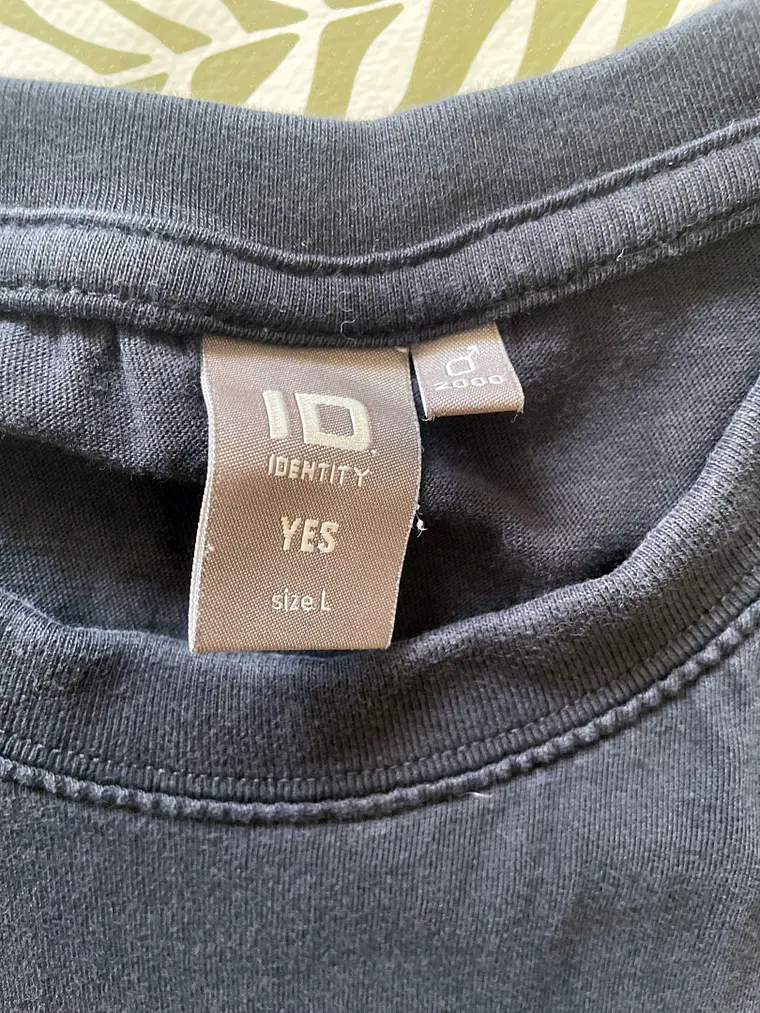 ID
IDENTITY
YES
size L
♂
2000